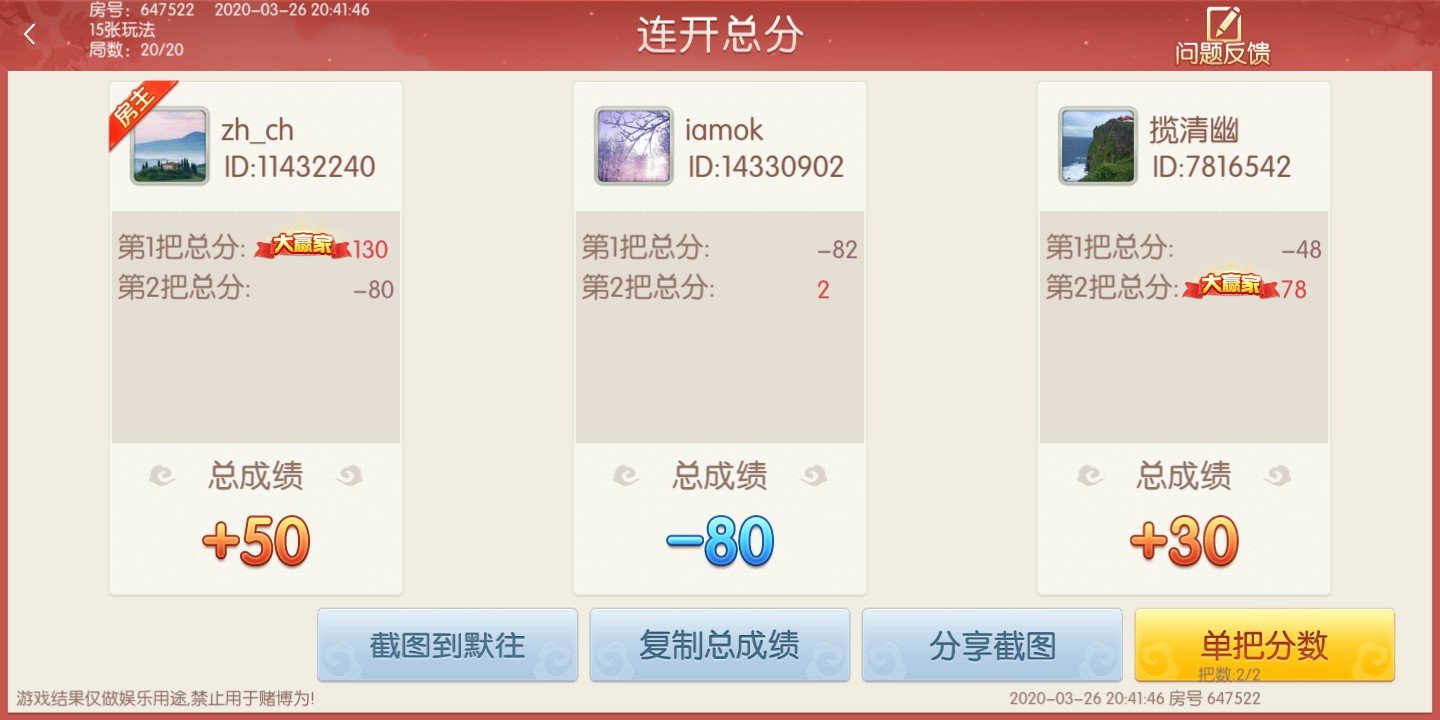 房号：647522 2020-03-26 20:41:46
15张玩法
局数：20/20
连开总分
问题反馈
房主
zh_ch
ID:11432240
第1把总分: 大赢家 130
第2把总分: -80
总成绩
+50
iamok
ID:14330902
第1把总分: -82
第2把总分: 2
总成绩
-80
揽清幽
ID:7816542
第1把总分: -48
第2把总分: 大赢家 78
总成绩
+30
截图到默往
复制总成绩
分享截图
单把分数
把数:2/2
游戏结果仅做娱乐用途,禁止用于赌博为!
2020-03-26 20:41:46 房号 647522